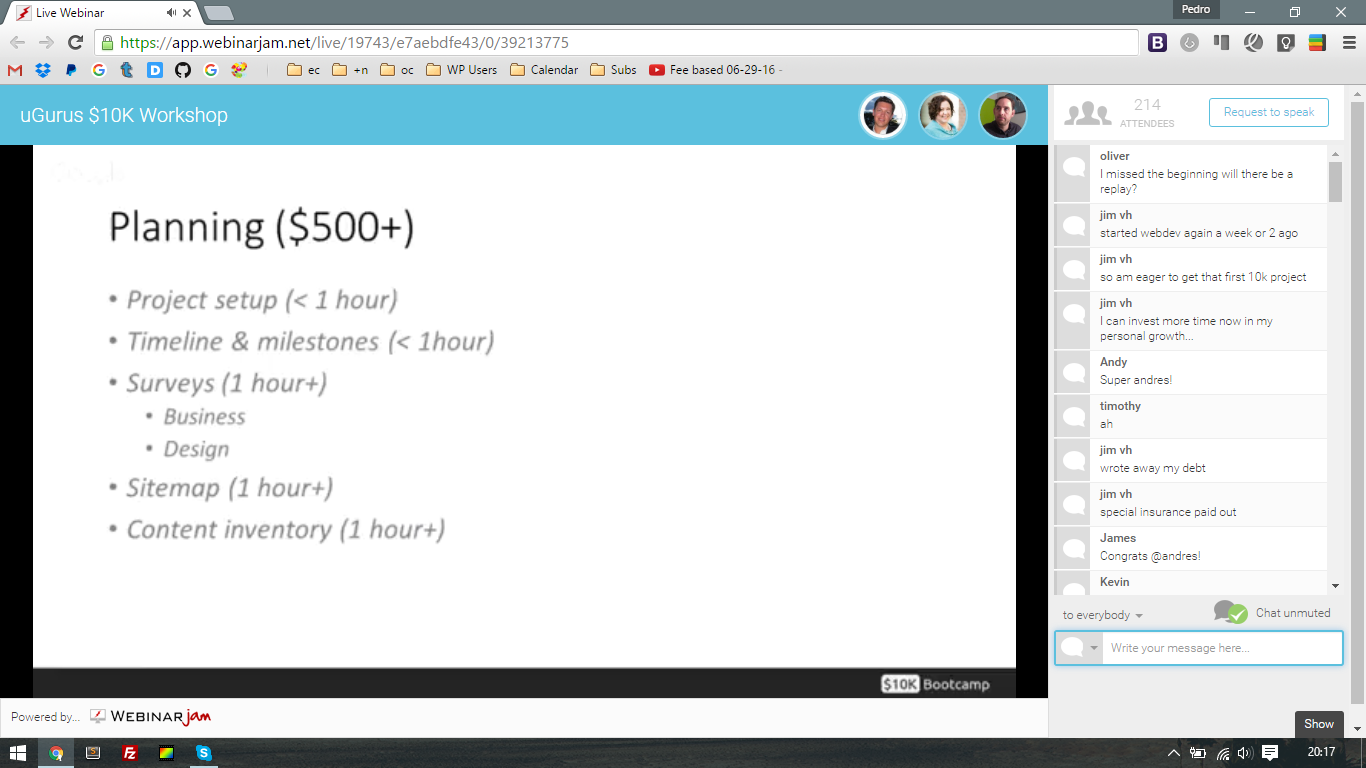 Live Webinar
Pedro
https://app.webinarjam.net/live/19743/e7aebdfe43/0/39213775
ec
+n
oc
WP Users
Calendar
Subs
Fee based 06-29-16 -
uGurus $10K Workshop
Planning ($500+)
• Project setup (< 1 hour)
• Timeline & milestones (< 1hour)
• Surveys (1 hour+)
• Business
• Design
• Sitemap (1 hour+)
• Content inventory (1 hour+)
$10K Bootcamp
Powered by... WEBINARjam
214
ATTENDEES
Request to speak
oliver
I missed the beginning will there be a
replay?
jim vh
started webdev again a week or 2 ago
jim vh
so am eager to get that first 10k project
jim vh
I can invest more time now in my
personal growth...
Andy
Super andres!
timothy
ah
jim vh
wrote away my debt
jim vh
special insurance paid out
James
Congrats @andres!
Kevin
to everybody
Chat unmuted
Write your message here...
Show
20:17